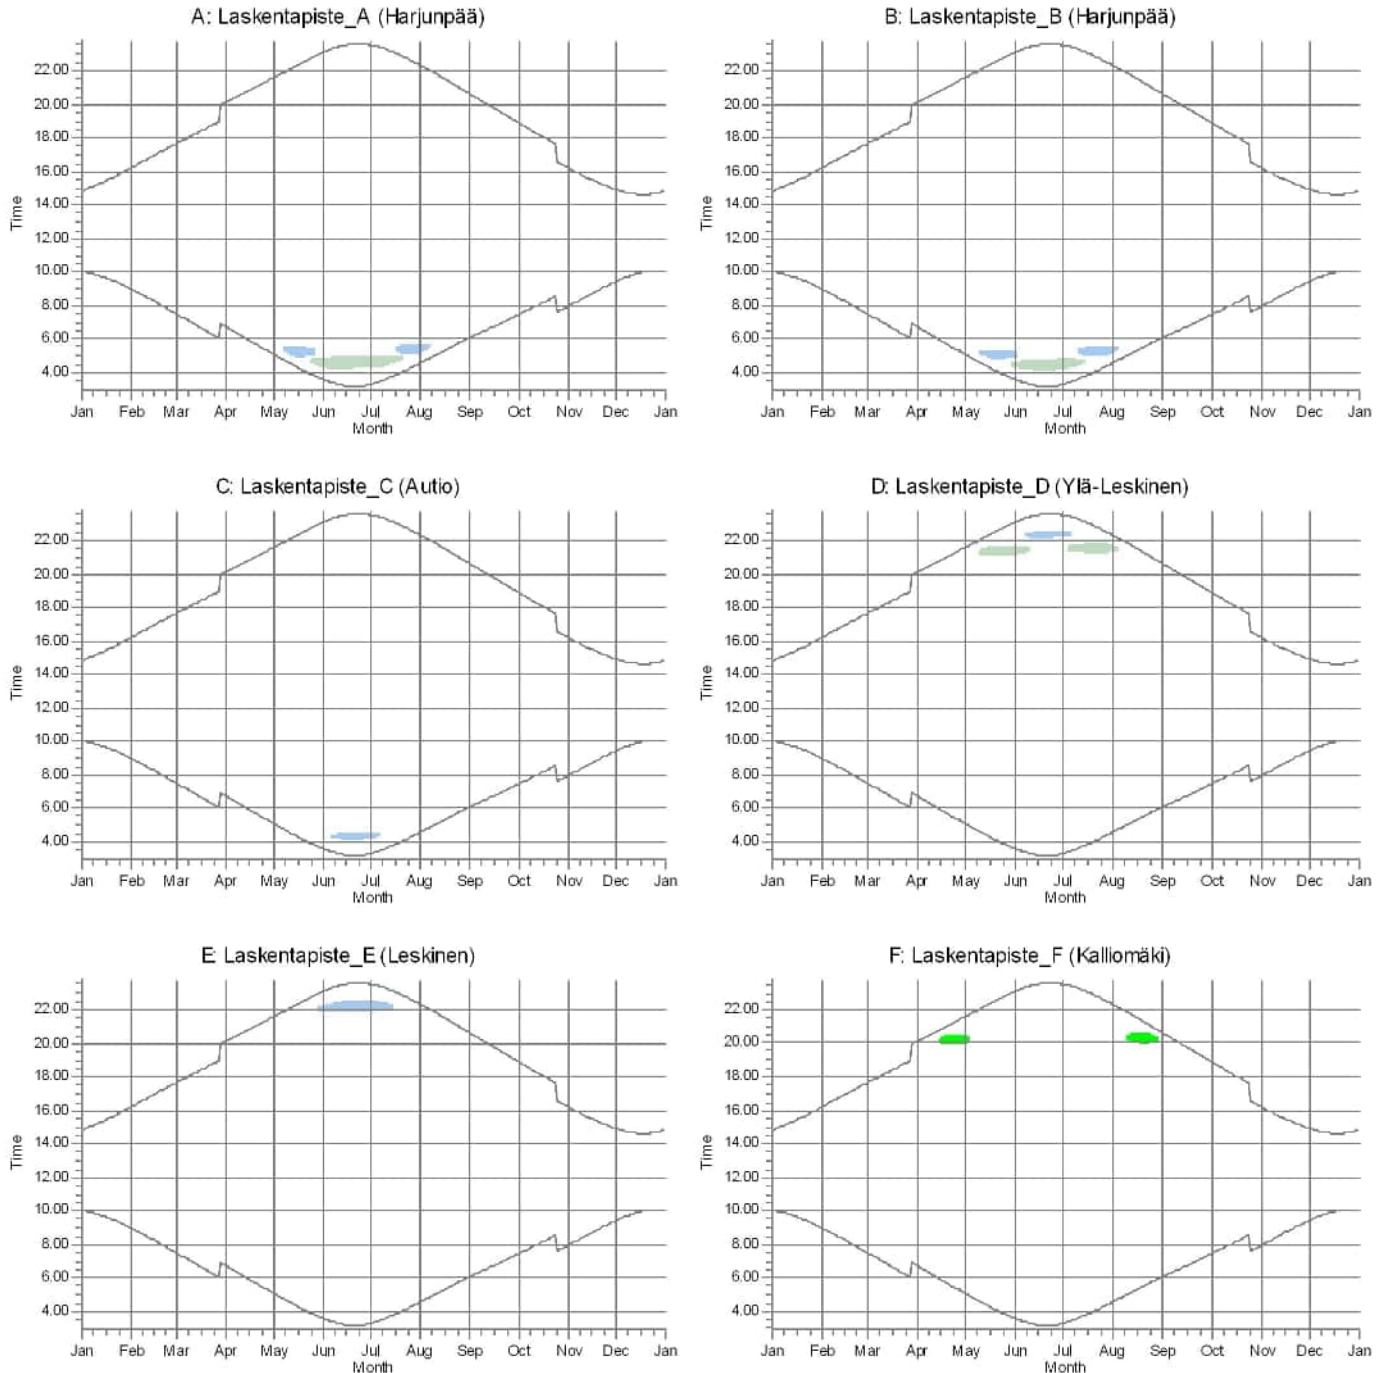 A: Laskentapiste_A (Harjunpää)
22.00
20.00
18.00
16.00
14.00
12.00
10.00
8.00
6.00
4.00
Time
Jan Feb Mar Apr May Jun Jul Aug Sep Oct Nov Dec Jan
Month
B: Laskentapiste_B (Harjunpää)
22.00
20.00
18.00
16.00
14.00
12.00
10.00
8.00
6.00
4.00
Time
Jan Feb Mar Apr May Jun Jul Aug Sep Oct Nov Dec Jan
Month
C: Laskentapiste_C (Autio)
22.00
20.00
18.00
16.00
14.00
12.00
10.00
8.00
6.00
4.00
Time
Jan Feb Mar Apr May Jun Jul Aug Sep Oct Nov Dec Jan
Month
D: Laskentapiste_D (Ylä-Leskinen)
22.00
20.00
18.00
16.00
14.00
12.00
10.00
8.00
6.00
4.00
Time
Jan Feb Mar Apr May Jun Jul Aug Sep Oct Nov Dec Jan
Month
E: Laskentapiste_E (Leskinen)
22.00
20.00
18.00
16.00
14.00
12.00
10.00
8.00
6.00
4.00
Time
Jan Feb Mar Apr May Jun Jul Aug Sep Oct Nov Dec Jan
Month
F: Laskentapiste_F (Kalliomäki)
22.00
20.00
18.00
16.00
14.00
12.00
10.00
8.00
6.00
4.00
Time
Jan Feb Mar Apr May Jun Jul Aug Sep Oct Nov Dec Jan
Month